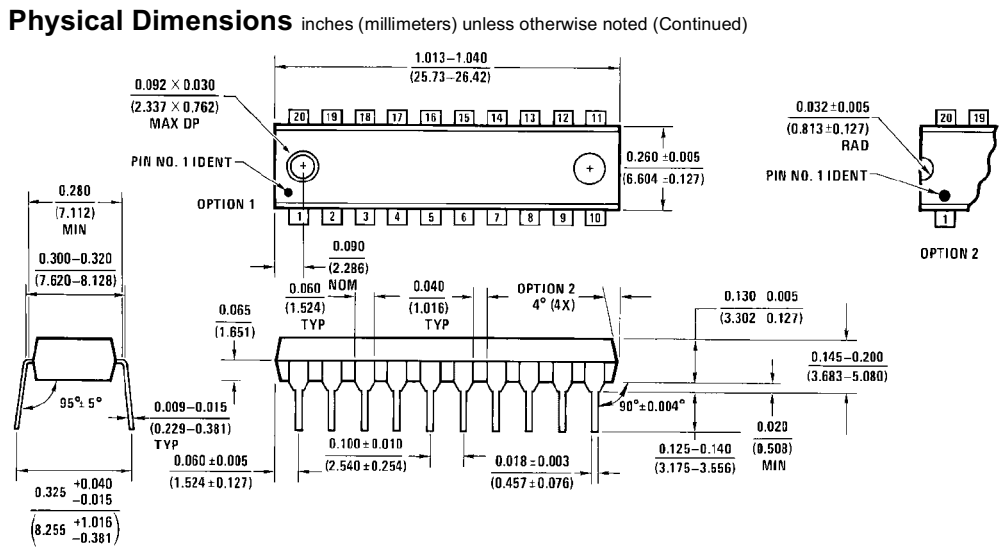 Physical Dimensions inches (millimeters) unless otherwise noted (Continued)
1.013–1.040
(25.73–26.42)
0.092 × 0.030
(2.337 × 0.762)
MAX DP
20 19 18 17 16 15 14 13 12 11
0.032 ±0.005
(0.813 ±0.127)
RAD
20 19
PIN NO. 1 IDENT
0.260 ±0.005
(6.604 ±0.127)
PIN NO. 1 IDENT
OPTION 1
1 2 3 4 5 6 7 8 9 10
1
OPTION 2
0.280
(7.112)
MIN
0.090
(2.286)
NOM
0.300–0.320
(7.620–8.128)
0.060
(1.524)
TYP
0.040
(1.016)
TYP
OPTION 2
4° (4X)
0.130 0.005
(3.302 0.127)
0.065
(1.651)
0.145–0.200
(3.683–5.080)
95°± 5°
0.009–0.015
(0.229–0.381)
TYP
90°±0.004°
0.020
(0.508)
MIN
0.100 ±0.010
(2.540 ±0.254)
0.125–0.140
(3.175–3.556)
0.060 ±0.005
(1.524 ±0.127)
0.018 ±0.003
(0.457 ±0.076)
0.325 +0.040
–0.015
(8.255 +1.016
–0.381)